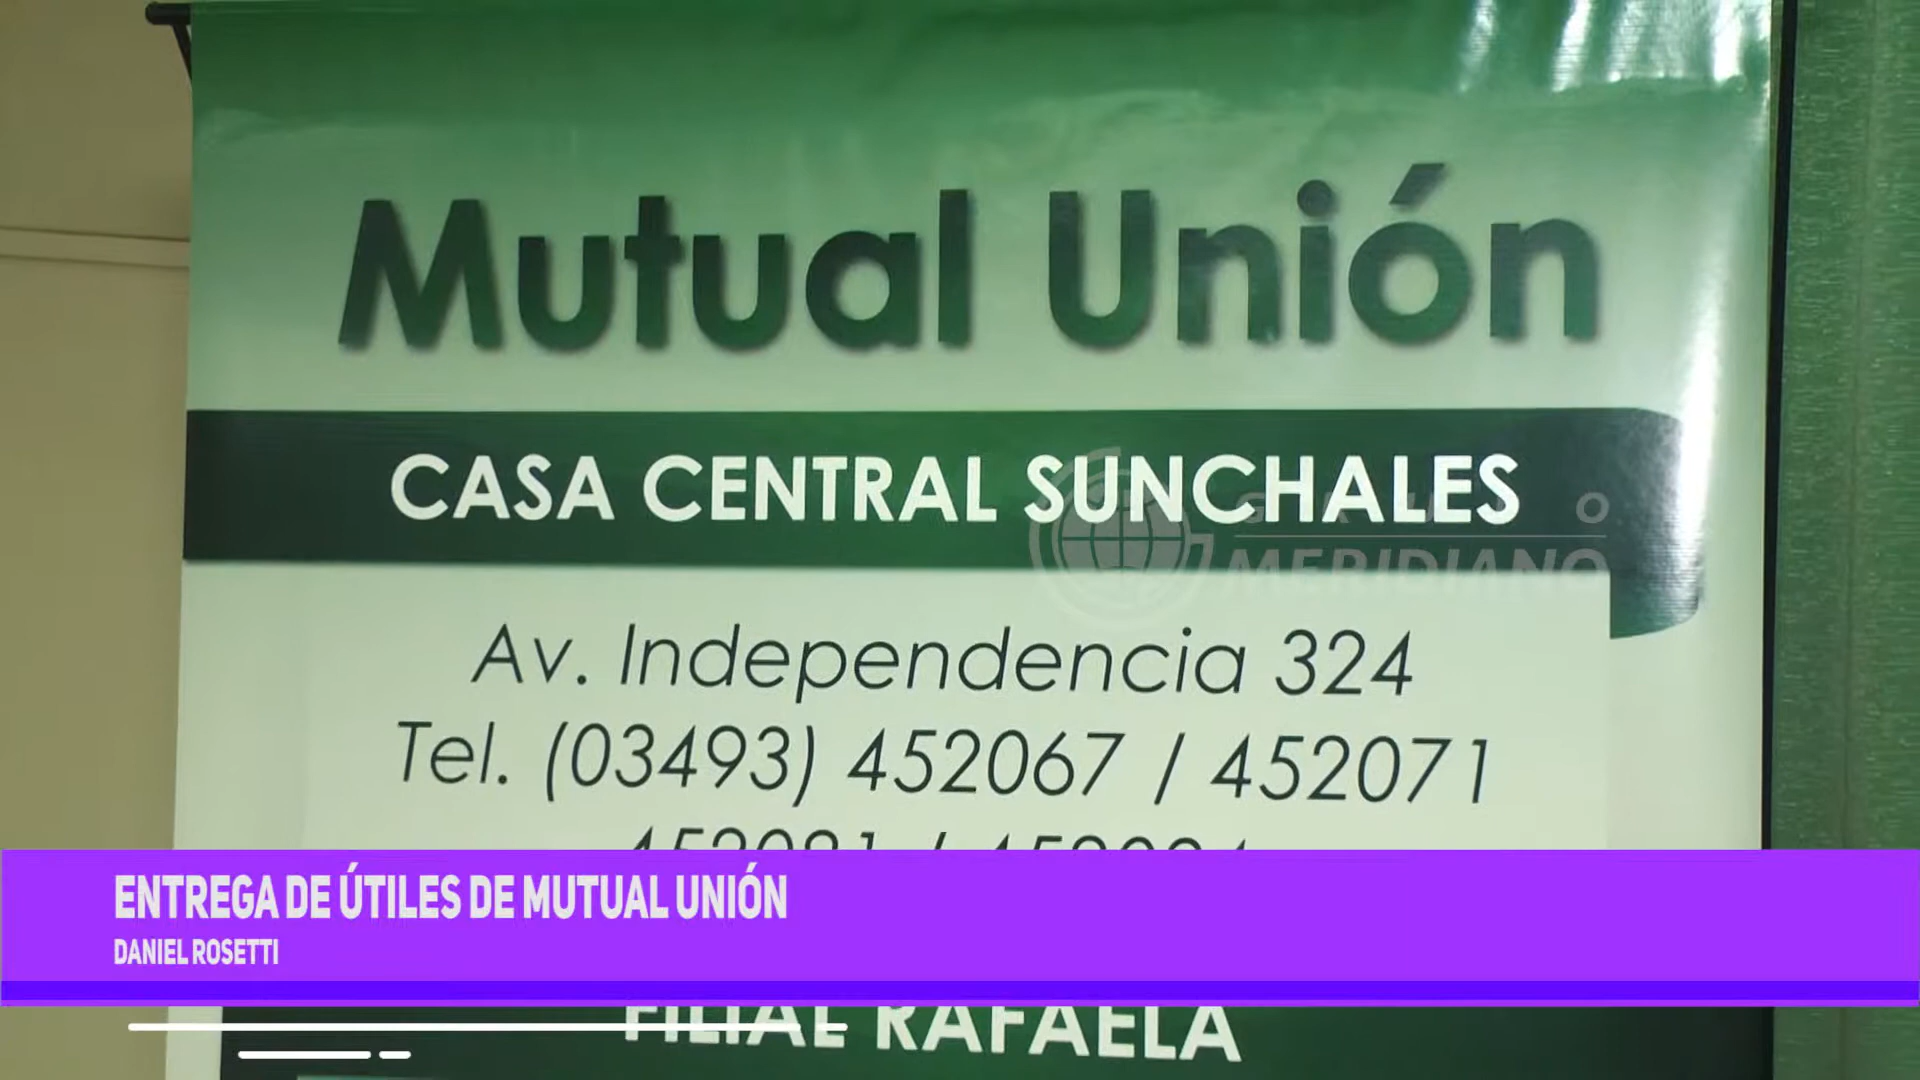 Mutual Unión
CASA CENTRAL SUNCHALES
MERIDIANO
Av. Independencia 324
Tel. (03493) 452067 / 452071
ENTREGA DE ÚTILES DE MUTUAL UNIÓN
DANIEL ROSETTI
FILIAL RAFAELA